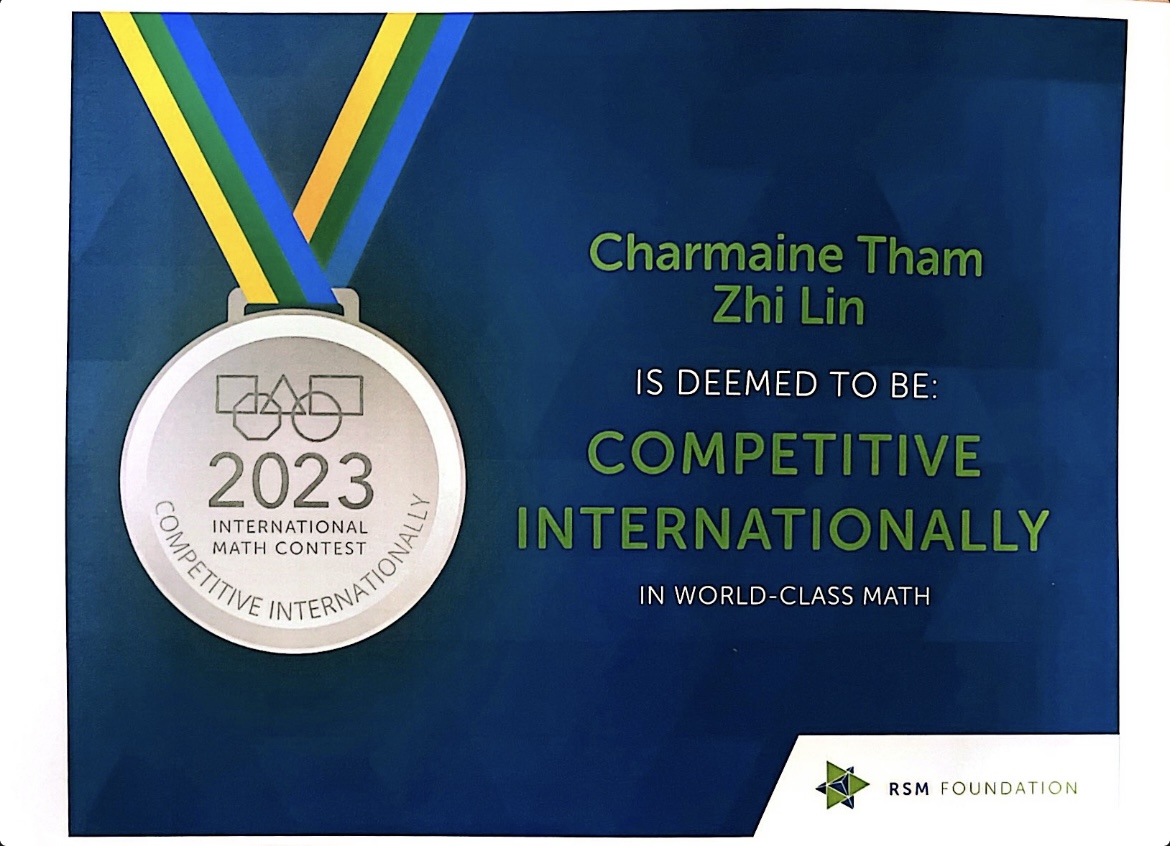 2023
INTERNATIONAL
MATH CONTEST
COMPETITIVE INTERNATIONALLY
Charmaine Tham
Zhi Lin
IS DEEMED TO BE:
COMPETITIVE
INTERNATIONALLY
IN WORLD-CLASS MATH
RSM FOUNDATION